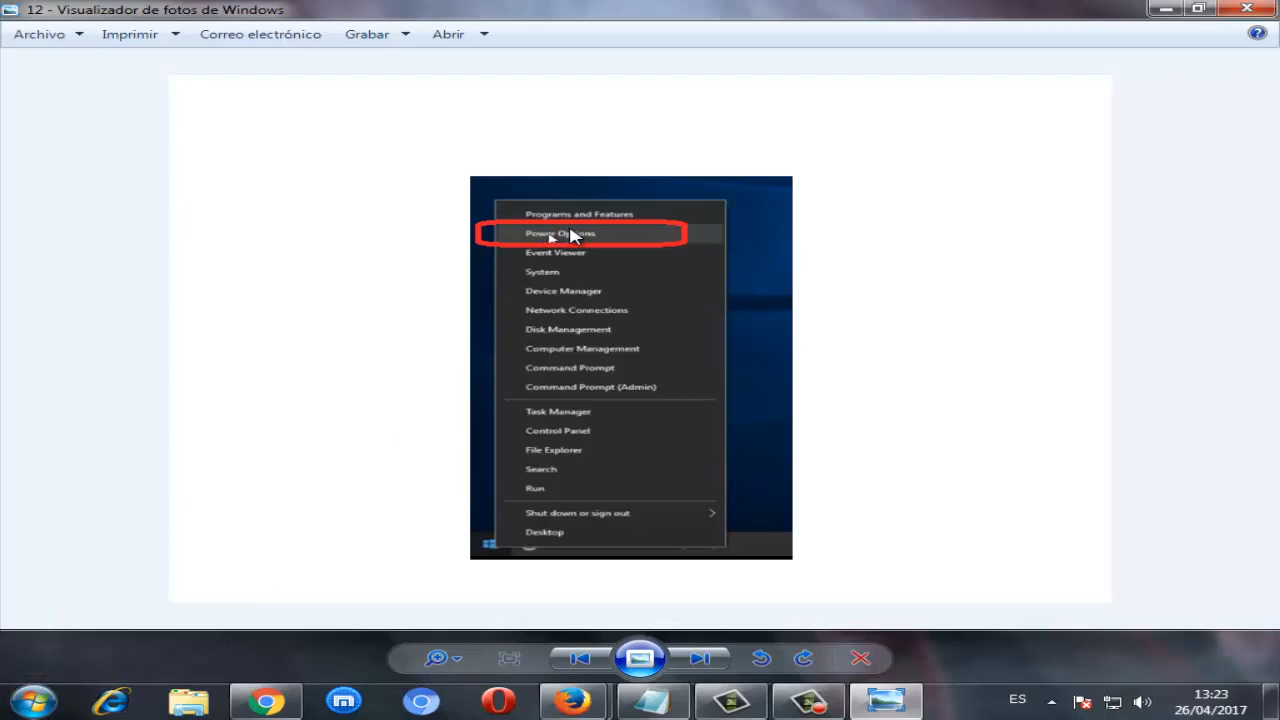 12 - Visualizador de fotos de Windows
Archivo Imprimir Correo electrónico Grabar Abrir
Programs and Features
Power Options
Event Viewer
System
Device Manager
Network Connections
Disk Management
Computer Management
Command Prompt
Command Prompt (Admin)
Task Manager
Control Panel
File Explorer
Search
Run
Shut down or sign out
Desktop
ES
13:23
26/04/2017